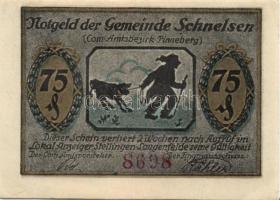 Notgeld der Gemeinde Schnelsen
(Com. Amtsbezirk Pinneberg)
75 75
Dieser Schein verliert 2 Wochen nach Aufruf im
Lokal Anzeiger Stellingen Langenfelde seine Gültigkeit
8698